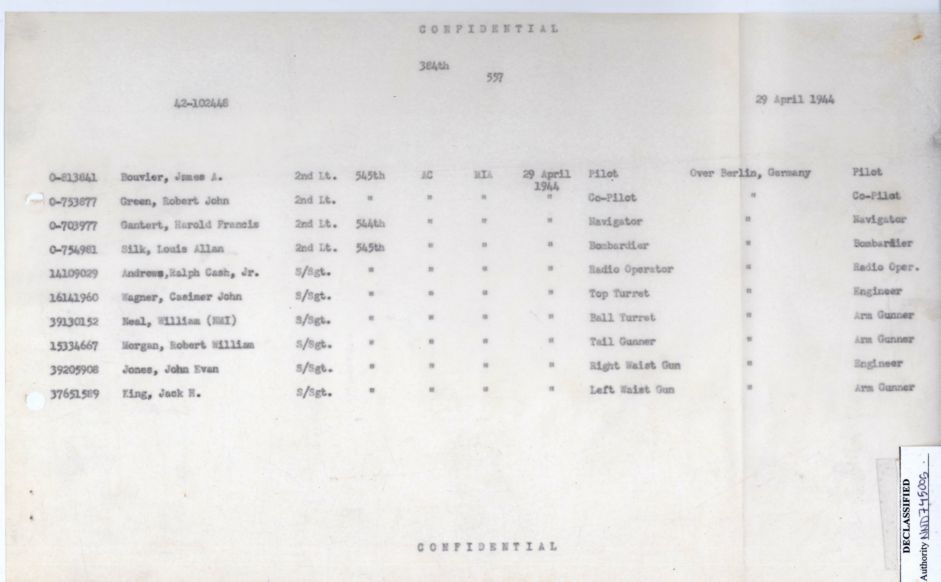 CONFIDENTIAL
384th
557
42-102448 29 April 1944
0-813841 Bouvier, James A. 2nd Lt. 545th AC MIA 29 April 1944 Pilot Over Berlin, Germany Pilot
0-753877 Green, Robert John 2nd Lt. " " " " Co-Pilot " Co-Pilot
0-703977 Gantert, Harold Francis 2nd Lt. 544th " " " Navigator " Navigator
0-754981 Silk, Louis Allan 2nd Lt. 545th " " " Bombardier " Bombardier
14109029 Andrews,Ralph Cash, Jr. S/Sgt. " " " " Radio Operator " Radio Oper.
16141960 Wagner, Casimer John S/Sgt. " " " " Top Turret " Engineer
39130152 Neal, William (NMI) S/Sgt. " " " " Ball Turret " Arm Gunner
15334667 Morgan, Robert William S/Sgt. " " " " Tail Gunner " Arm Gunner
39205908 Jones, John Evan S/Sgt. " " " " Right Waist Gun " Engineer
37651589 King, Jack H. S/Sgt. " " " " Left Waist Gun " Arm Gunner
CONFIDENTIAL
DECLASSIFIED
Authority NND745005